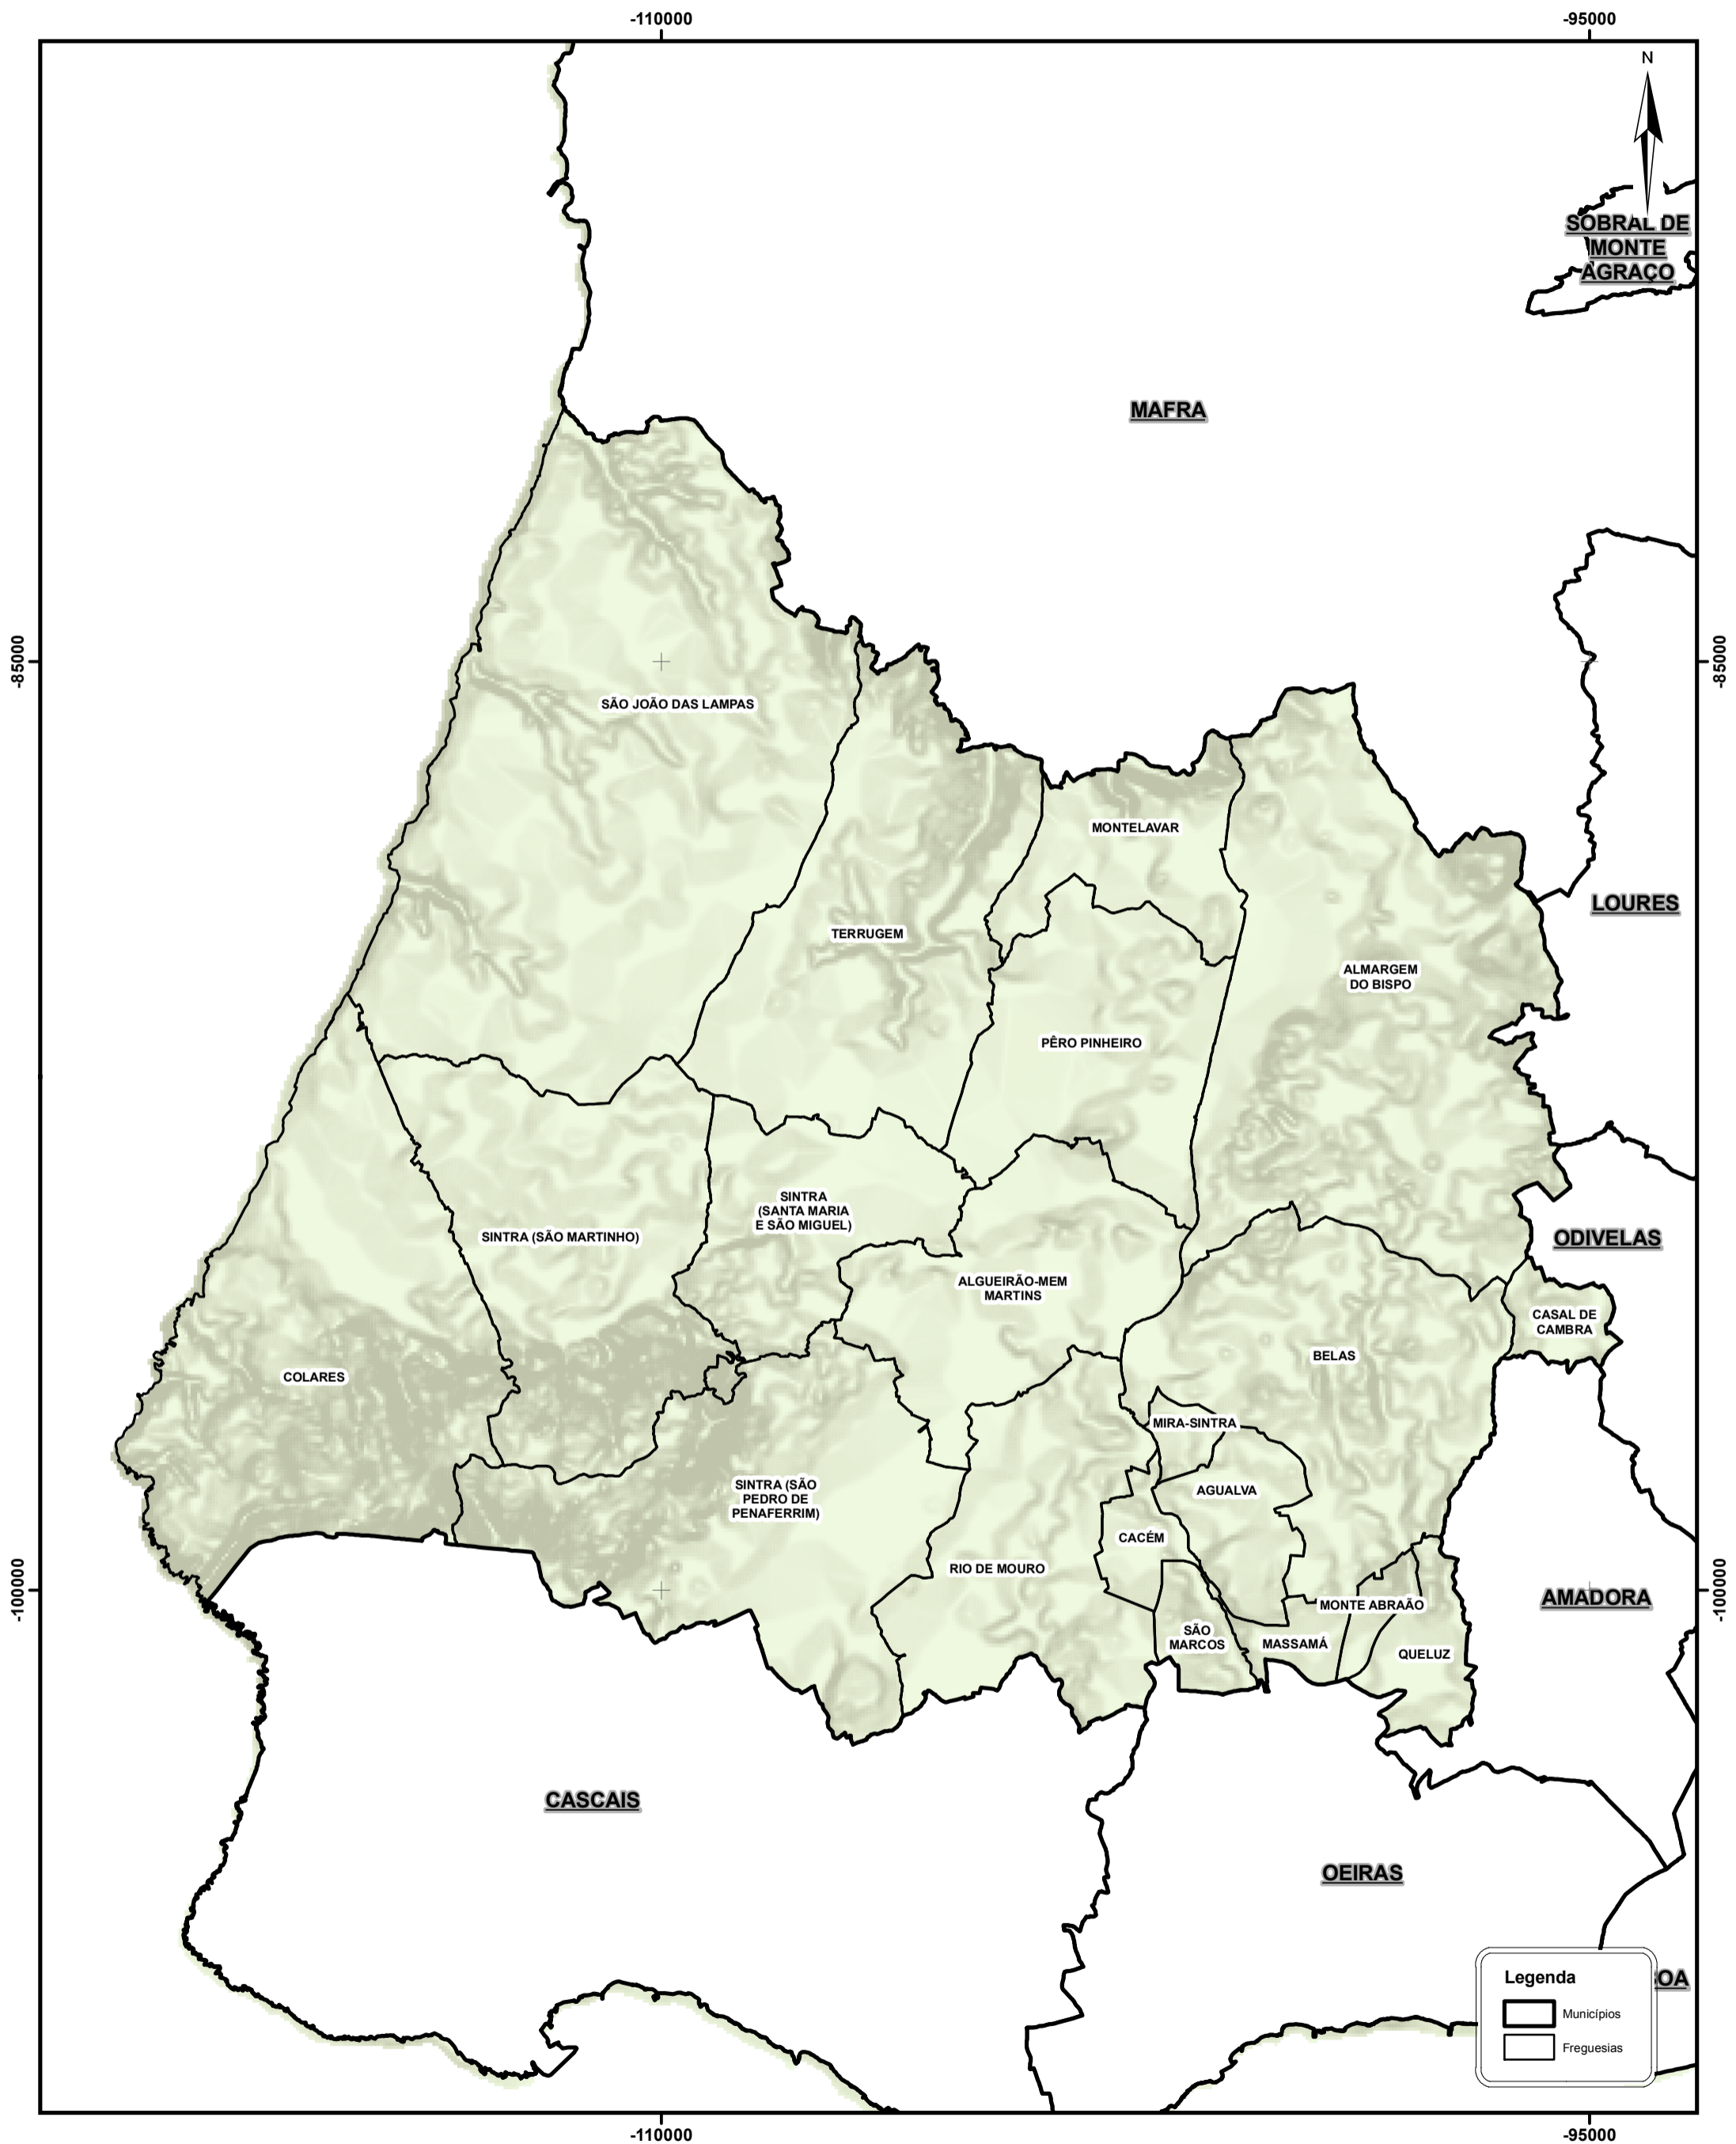 -110000
-95000
N
SOBRAL DE
MONTE
AGRAÇO
MAFRA
-85000
-85000
SÃO JOÃO DAS LAMPAS
MONTELAVAR
LOURES
TERRUGEM
ALMARGEM
DO BISPO
PÊRO PINHEIRO
SINTRA
(SANTA MARIA
E SÃO MIGUEL)
SINTRA (SÃO MARTINHO)
ODIVELAS
ALGUEIRÃO-MEM
MARTINS
CASAL DE
CAMBRA
BELAS
COLARES
MIRA-SINTRA
SINTRA (SÃO
PEDRO DE
PENAFERRIM)
AGUALVA
CACÉM
RIO DE MOURO
-100000
-100000
AMADORA
MONTE ABRAÃO
SÃO
MARCOS
MASSAMÁ
QUELUZ
CASCAIS
OEIRAS
OA
Legenda
Municípios
Freguesias
-110000
-95000